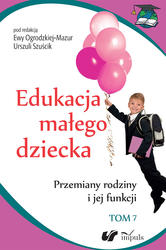 pod redakcją
Ewy Ogrodzkiej-Mazur
Urszuli Szuścik
Edukacja
małego
dziecka
Przemiany rodziny
i jej funkcji
TOM 7
impuls